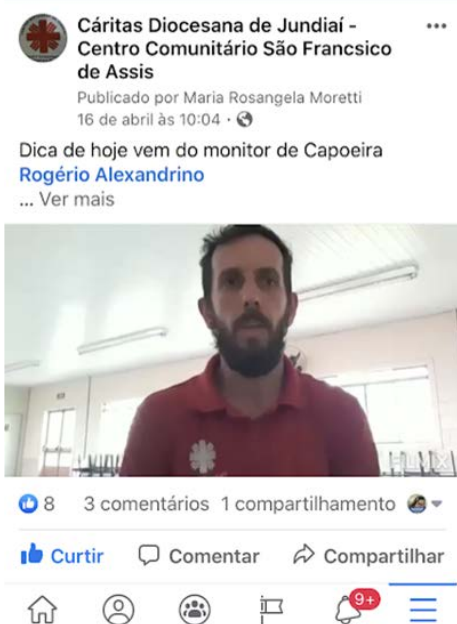 Cáritas Diocesana de Jundiaí -
Centro Comunitário São Francsico
de Assis
Publicado por Maria Rosangela Moretti
16 de abril às 10:04 ·
Dica de hoje vem do monitor de Capoeira
Rogério Alexandrino
... Ver mais
8 3 comentários 1 compartilhamento
Curtir Comentar Compartilhar
9+